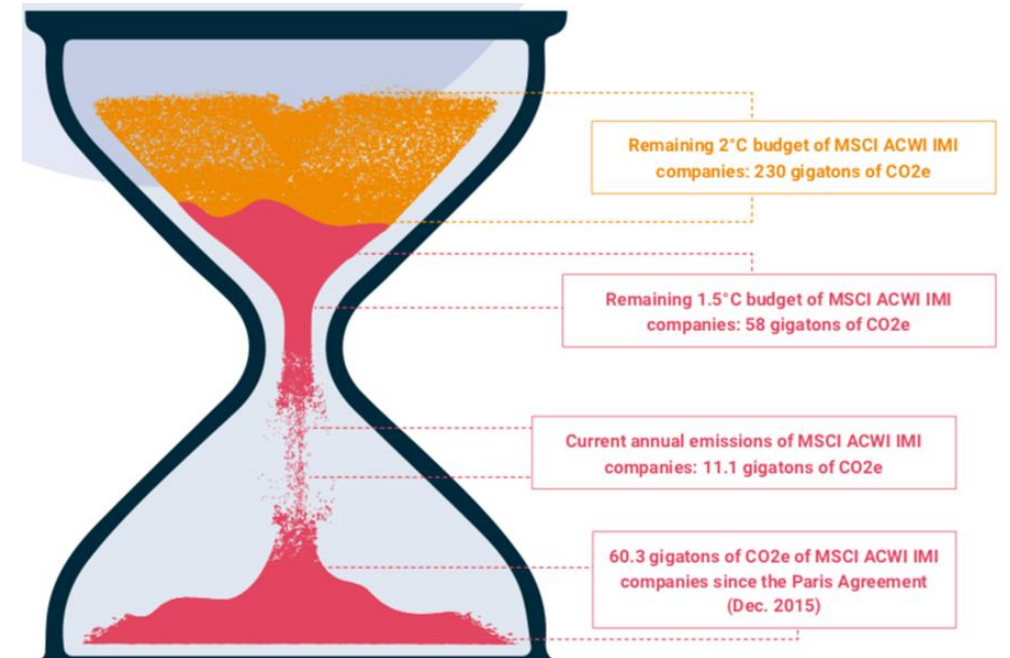 Remaining 2°C budget of MSCI ACWI IMI
companies: 230 gigatons of CO2e
Remaining 1.5°C budget of MSCI ACWI IMI
companies: 58 gigatons of CO2e
Current annual emissions of MSCI ACWI IMI
companies: 11.1 gigatons of CO2e
60.3 gigatons of CO2e of MSCI ACWI IMI
companies since the Paris Agreement
(Dec. 2015)